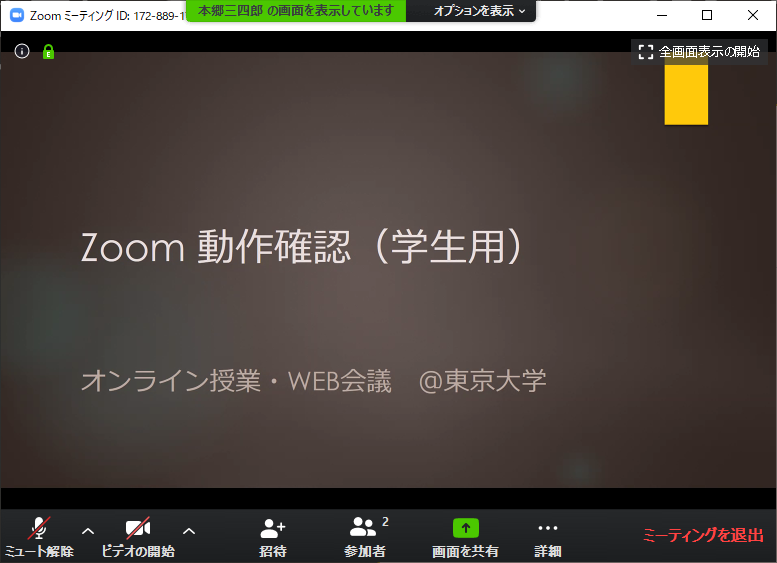 Zoom ミーティング ID: 172-889-1
本郷三四郎 の画面を表示しています
オプションを表示
全画面表示の開始
E
Zoom 動作確認（学生用）
オンライン授業・WEB会議　@東京大学
ミュート解除
ビデオの開始
招待
2
参加者
画面を共有
詳細
ミーティングを退出